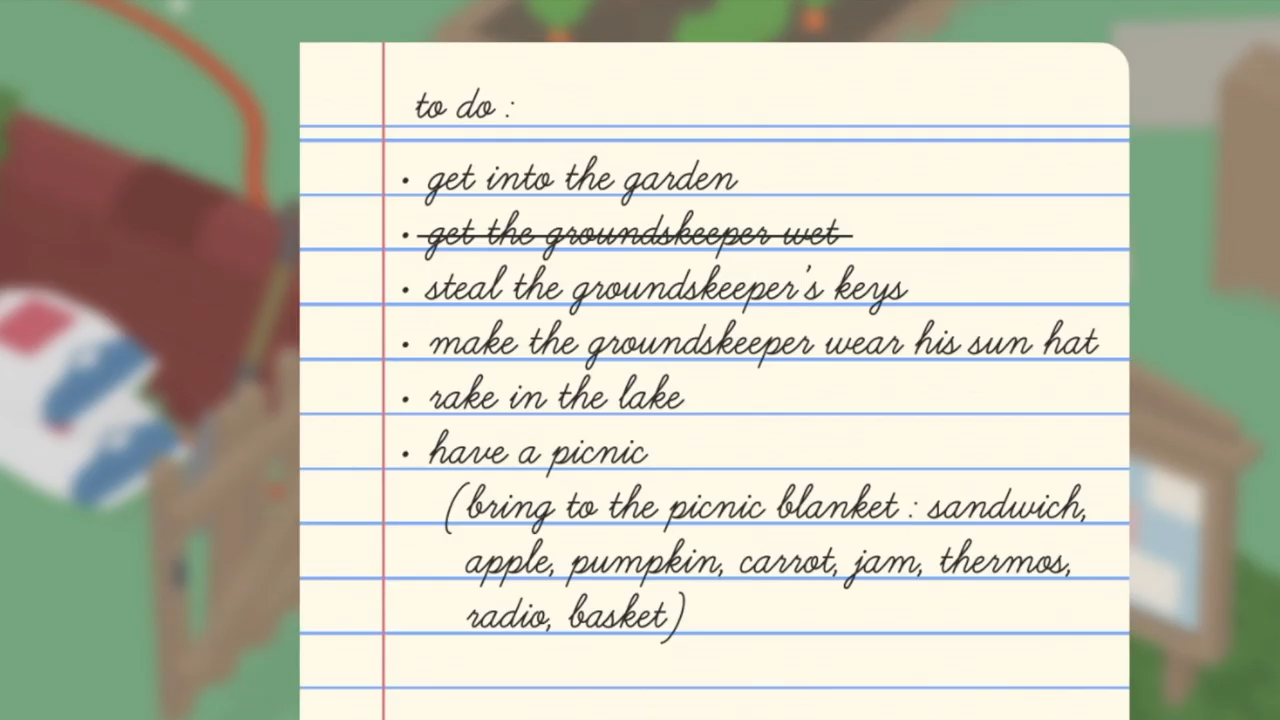 to do :
• get into the garden
• get the groundskeeper wet
• steal the groundskeeper's keys
• make the groundskeeper wear his sun hat
• rake in the lake
• have a picnic
(bring to the picnic blanket : sandwich,
apple, pumpkin, carrot, jam, thermos,
radio, basket)